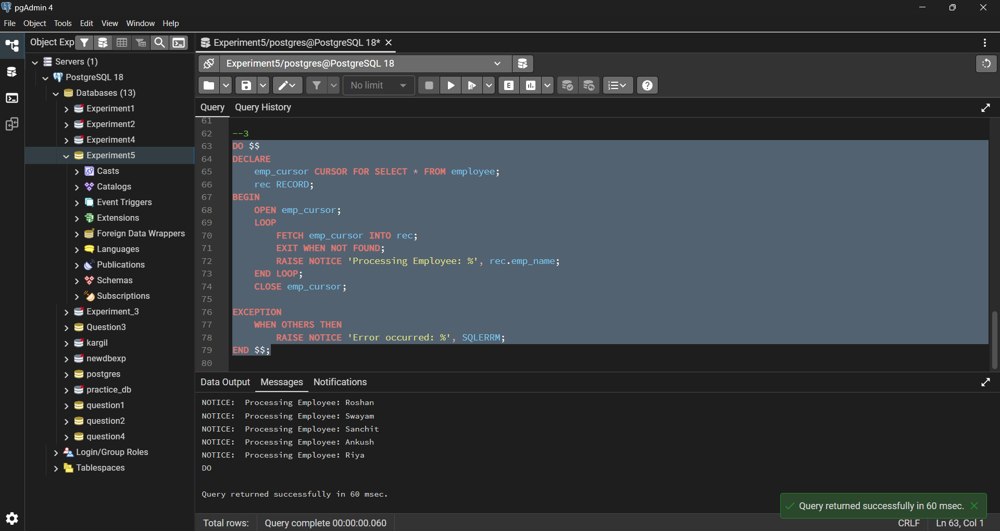 pgAdmin 4
File Object Tools Edit View Window Help
Object Exp
Experiment5/postgres@PostgreSQL 18*
Servers (1)
PostgreSQL 18
Databases (13)
Experiment1
Experiment2
Experiment4
Experiment5
Casts
Catalogs
Event Triggers
Extensions
Foreign Data Wrappers
Languages
Publications
Schemas
Subscriptions
Experiment_3
Question3
kargil
newdbexp
postgres
practice_db
question1
question2
question4
Login/Group Roles
Tablespaces
Experiment5/postgres@PostgreSQL 18
No limit
E
Query Query History
61
62 --3
63 DO $$
64 DECLARE
65 emp_cursor CURSOR FOR SELECT * FROM employee;
66 rec RECORD;
67 BEGIN
68 OPEN emp_cursor;
69 LOOP
70 FETCH emp_cursor INTO rec;
71 EXIT WHEN NOT FOUND;
72 RAISE NOTICE 'Processing Employee: %', rec.emp_name;
73 END LOOP;
74 CLOSE emp_cursor;
75
76 EXCEPTION
77 WHEN OTHERS THEN
78 RAISE NOTICE 'Error occurred: %', SQLERRM;
79 END $$;
80
Data Output Messages Notifications
NOTICE: Processing Employee: Roshan
NOTICE: Processing Employee: Swayam
NOTICE: Processing Employee: Sanchit
NOTICE: Processing Employee: Ankush
NOTICE: Processing Employee: Riya
DO
Query returned successfully in 60 msec.
Query returned successfully in 60 msec.
Total rows: Query complete 00:00:00.060 CRLF Ln 63, Col 1